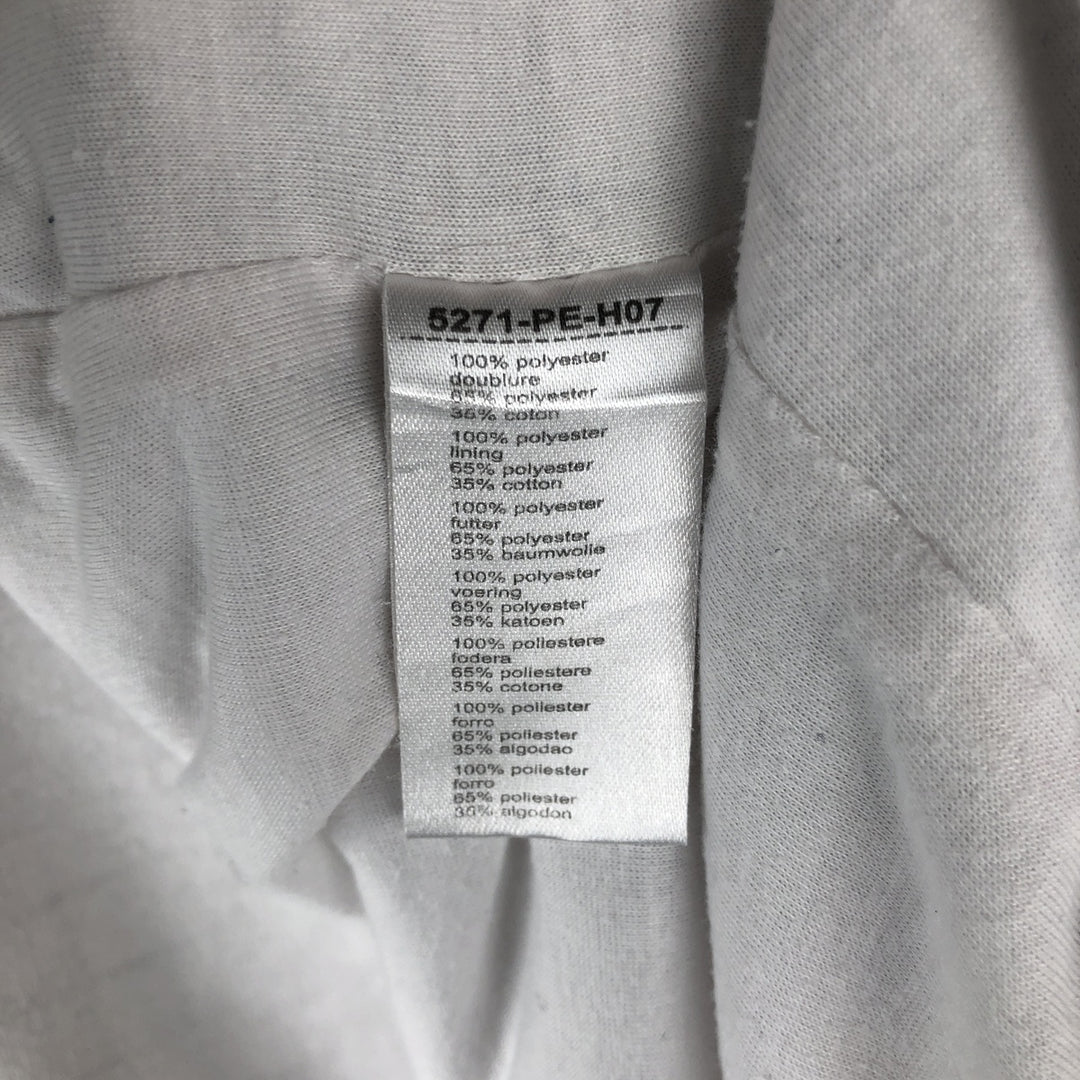 5271-PE-H07
100% polyester
doublure
65% polyester
35% coton
100% polyester
lining
65% polyester
35% cotton
100% polyester
futter
65% polyester
35% baumwolle
100% polyester
voering
65% polyester
35% katoen
100% poliestere
fodera
65% poliestere
35% cotone
100% poliester
forro
65% poliester
35% algodao
100% poliester
forro
65% poliester
35% algodon